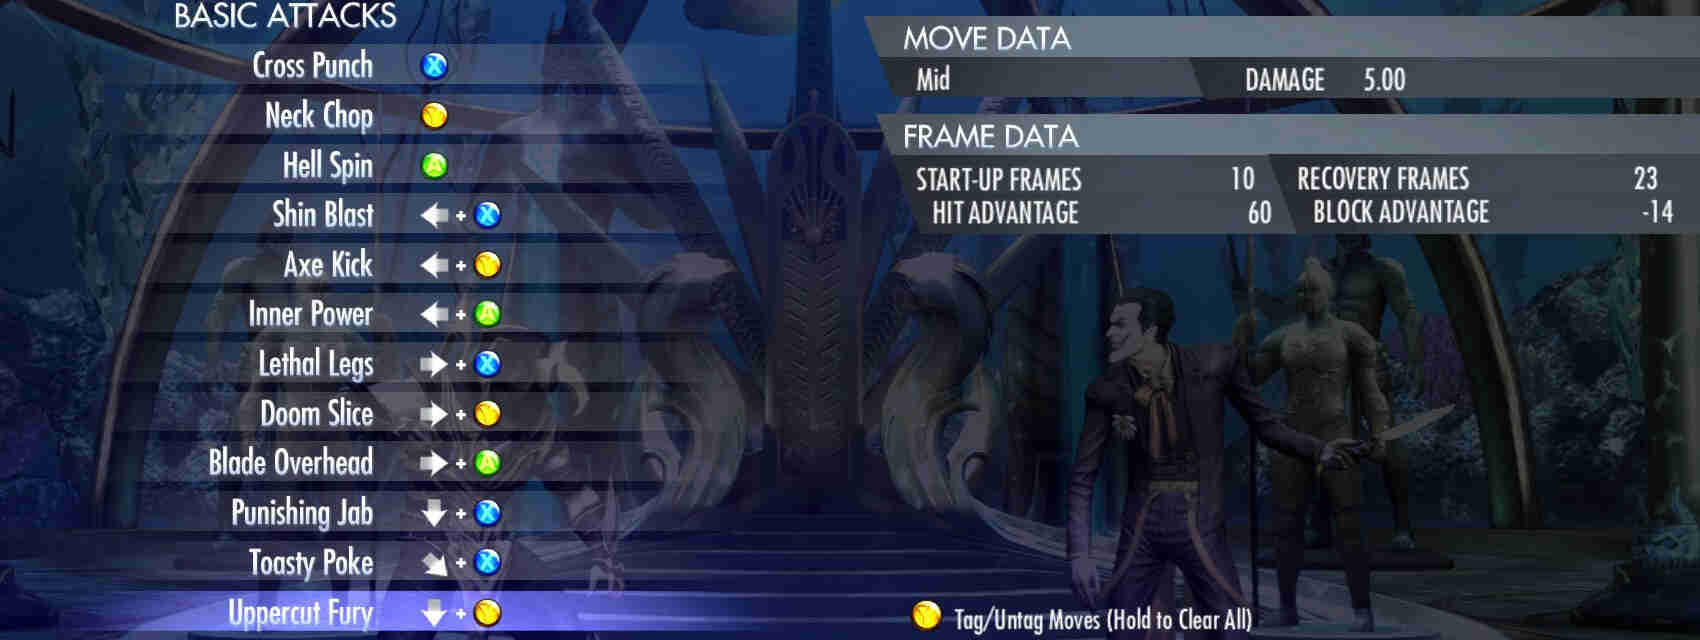 BASIC ATTACKS
Cross Punch X
Neck Chop Y
Hell Spin A
Shin Blast + X
Axe Kick + Y
Inner Power + A
Lethal Legs + X
Doom Slice + Y
Blade Overhead + A
Punishing Jab + X
Toasty Poke + X
Uppercut Fury + Y
MOVE DATA
Mid DAMAGE 5.00
FRAME DATA
START-UP FRAMES 10 RECOVERY FRAMES 23
HIT ADVANTAGE 60 BLOCK ADVANTAGE -14
Y Tag/Untag Moves (Hold to Clear All)